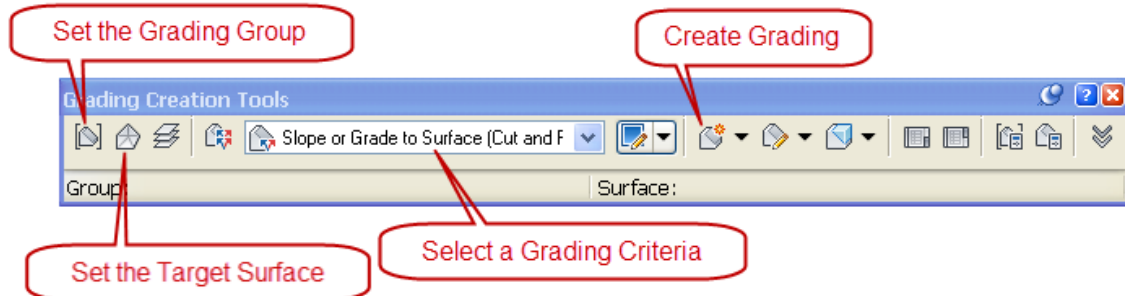 Set the Grading Group
Create Grading
Grading Creation Tools
Slope or Grade to Surface (Cut and F
Group:
Surface:
Select a Grading Criteria
Set the Target Surface